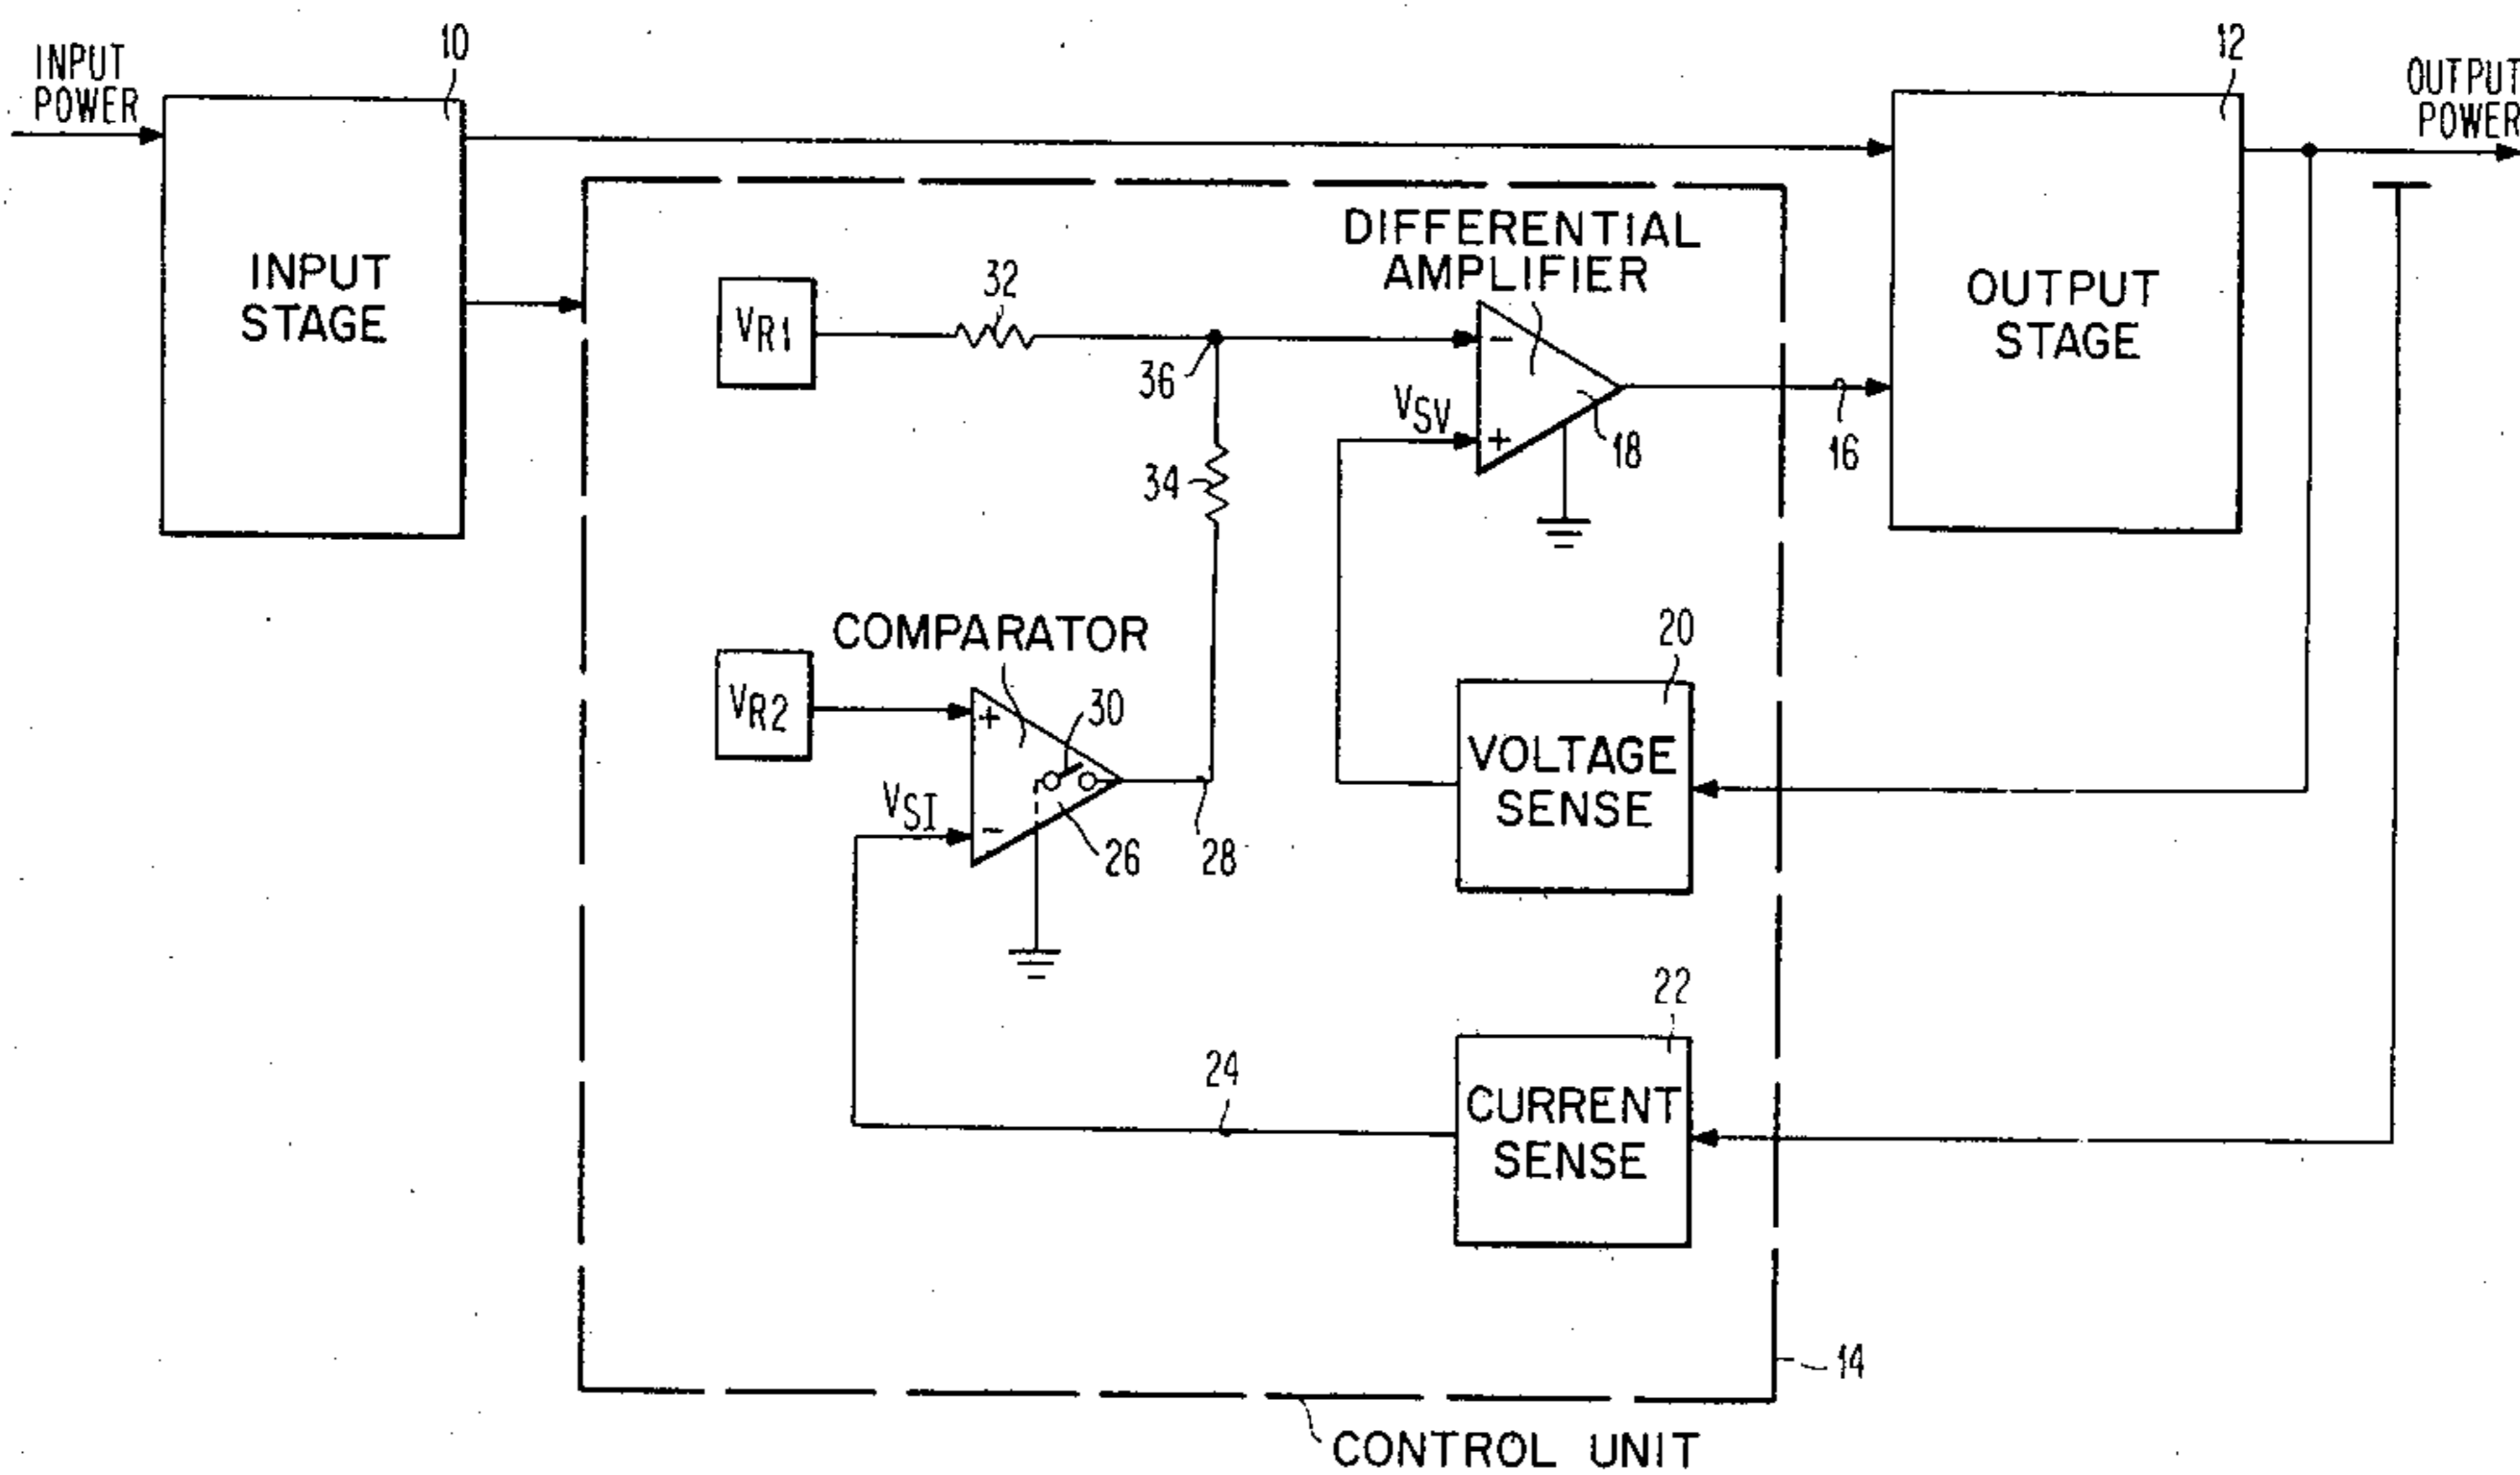 INPUT
POWER
10
12
OUTPUT
POWER
INPUT
STAGE
DIFFERENTIAL
AMPLIFIER
OUTPUT
STAGE
VR1
32
36
−
VSV
+
18
16
34
COMPARATOR
20
VR2
+
30
VOLTAGE
SENSE
VSI
−
26
28
22
24
CURRENT
SENSE
14
CONTROL UNIT